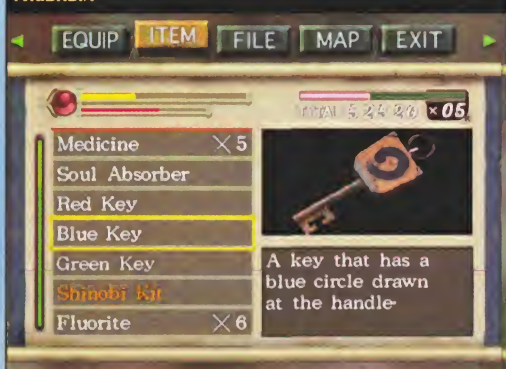 EQUIP ITEM FILE MAP EXIT
TOTAL ×05
Medicine ×5
Soul Absorber
Red Key
Blue Key
Green Key
Shinobi Kit
Fluorite ×6
A key that has a
blue circle drawn
at the handle